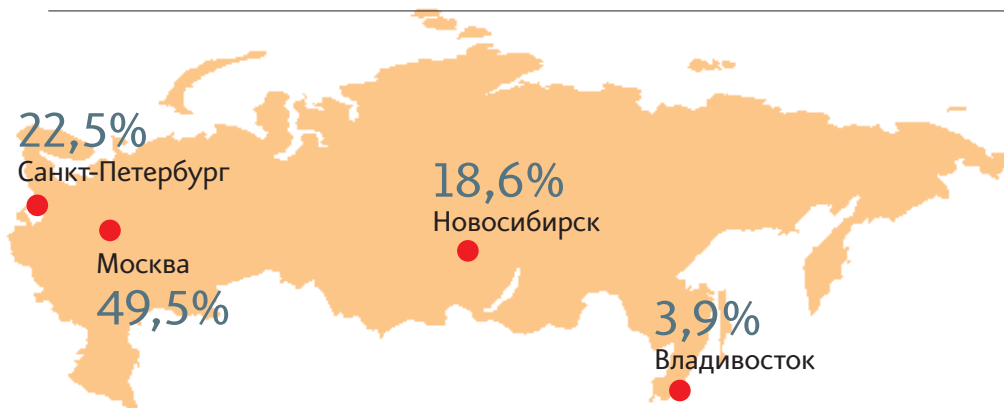 22,5%
Санкт-Петербург
18,6%
Новосибирск
Москва
49,5%
3,9%
Владивосток